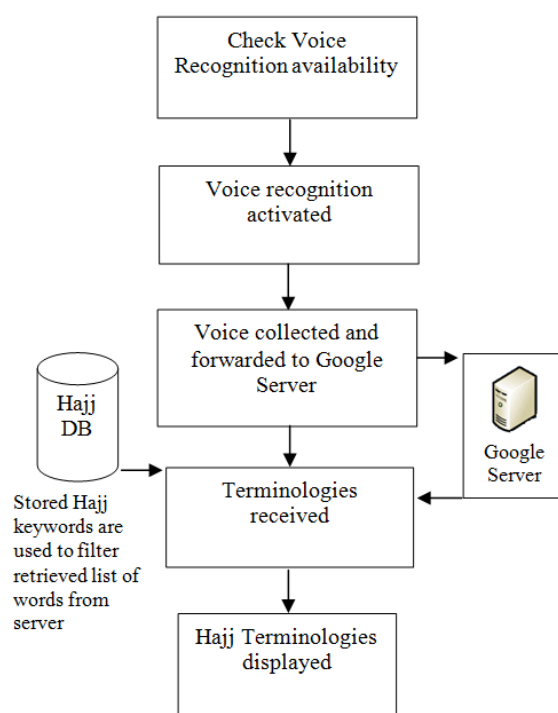 Check Voice
Recognition availability
Voice recognition
activated
Voice collected and
forwarded to Google
Server
Hajj
DB
Google
Server
Stored Hajj
keywords are
used to filter
retrieved list of
words from
server
Terminologies
received
Hajj Terminologies
displayed